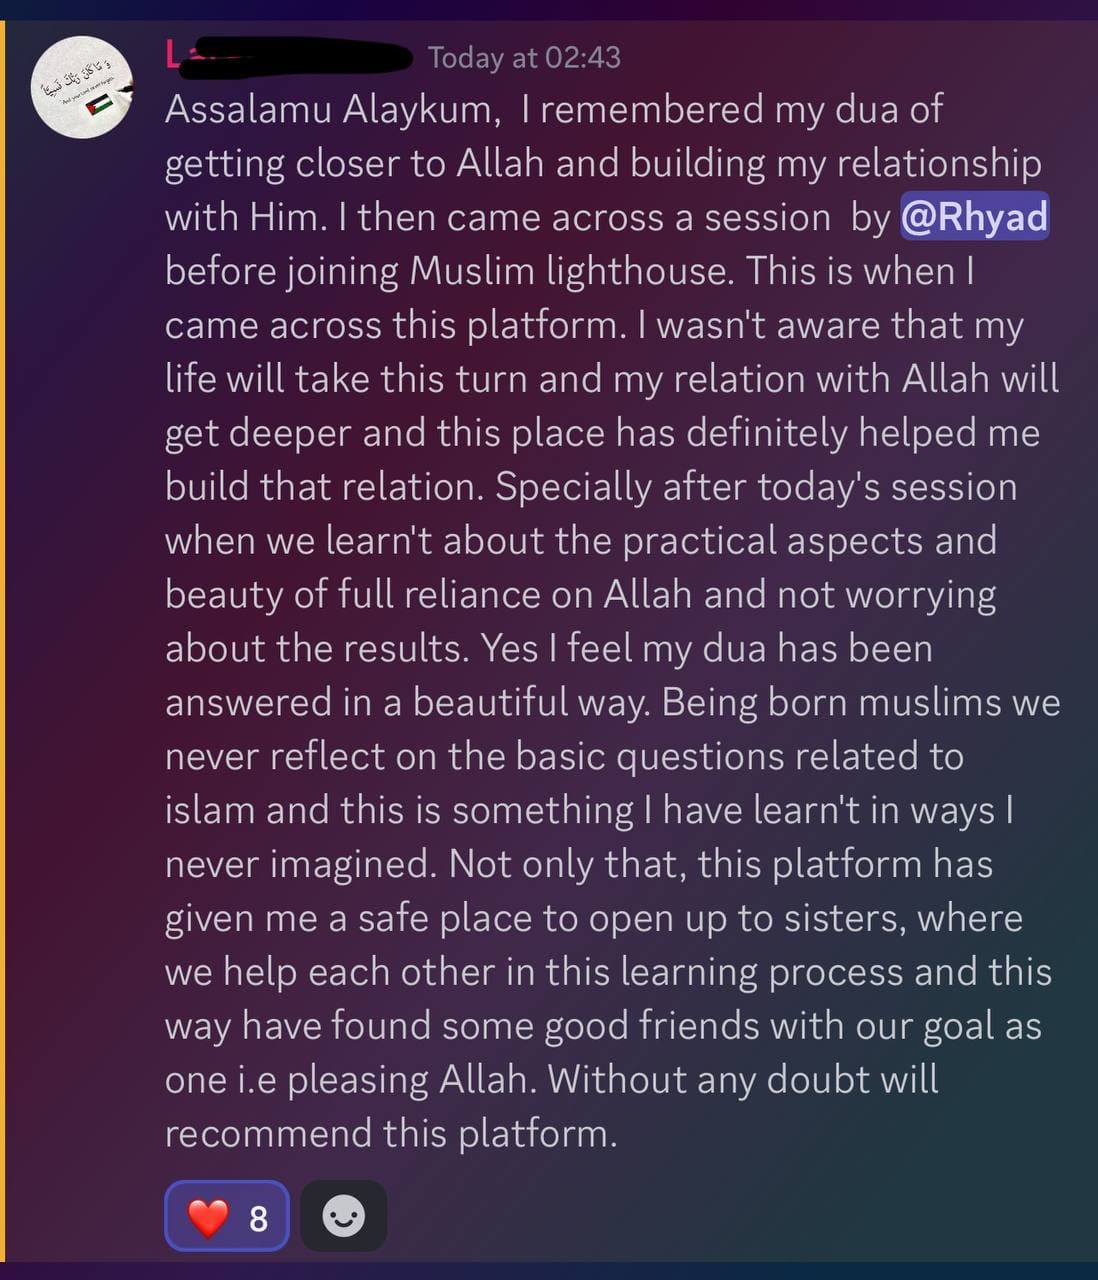 Today at 02:43
وَمَا كَانَ رَبُّكَ نَسِيًّا
Assalamu Alaykum,  I remembered my dua of
getting closer to Allah and building my relationship
with Him. I then came across a session  by @Rhyad
before joining Muslim lighthouse. This is when I
came across this platform. I wasn't aware that my
life will take this turn and my relation with Allah will
get deeper and this place has definitely helped me
build that relation. Specially after today's session
when we learn't about the practical aspects and
beauty of full reliance on Allah and not worrying
about the results. Yes I feel my dua has been
answered in a beautiful way. Being born muslims we
never reflect on the basic questions related to
islam and this is something I have learn't in ways I
never imagined. Not only that, this platform has
given me a safe place to open up to sisters, where
we help each other in this learning process and this
way have found some good friends with our goal as
one i.e pleasing Allah. Without any doubt will
recommend this platform.
❤️ 8